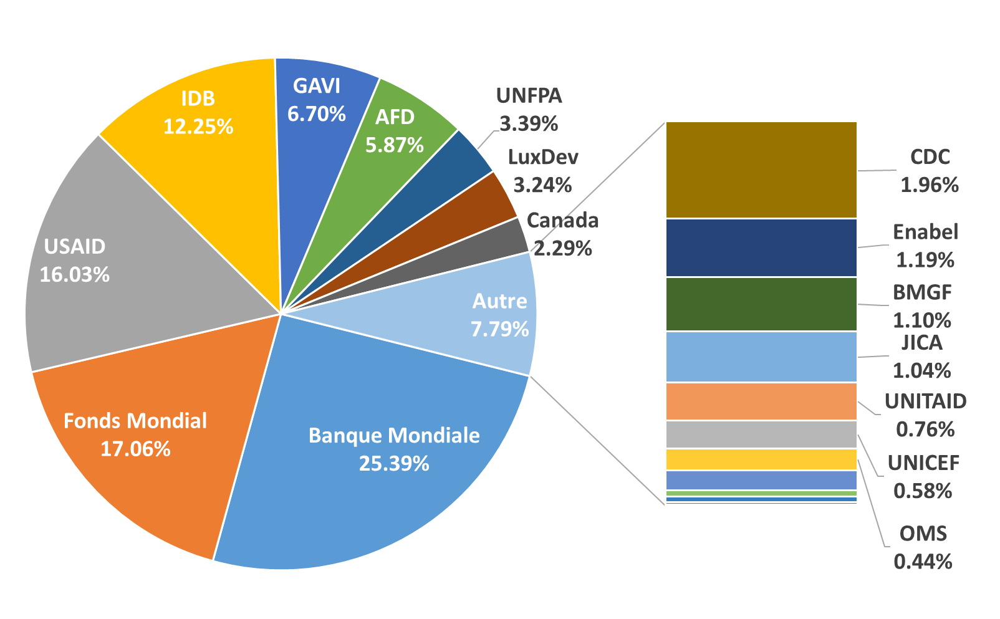 GAVI
6.70%
IDB
12.25%
AFD
5.87%
UNFPA
3.39%
LuxDev
3.24%
Canada
2.29%
USAID
16.03%
Autre
7.79%
Fonds Mondial
17.06%
Banque Mondiale
25.39%
CDC
1.96%
Enabel
1.19%
BMGF
1.10%
JICA
1.04%
UNITAID
0.76%
UNICEF
0.58%
OMS
0.44%